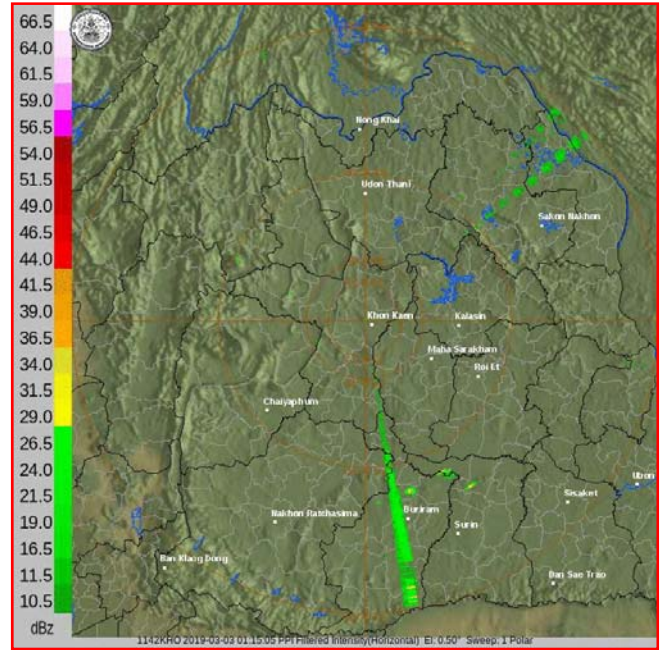 66.5
64.0
61.5
59.0
56.5
54.0
51.5
49.0
46.5
44.0
41.5
39.0
36.5
34.0
31.5
29.0
26.5
24.0
21.5
19.0
16.5
11.5
10.5
dBz
Nong Khai
Udon Thani
Sakon Nakhon
Khon Kaen
Kalasin
Maha Sarakham
Roi Et
Chaiyaphum
Ubon
Nakhon Ratchasima
Buriram
Surin
Sisaket
Ban Klang Dong
Ban Sae Trao
1142KRO 2019-03-03 01:15:05 PPI Filtered Intensity(Horizontal) El: 0.50° Sweep: 1 Polar